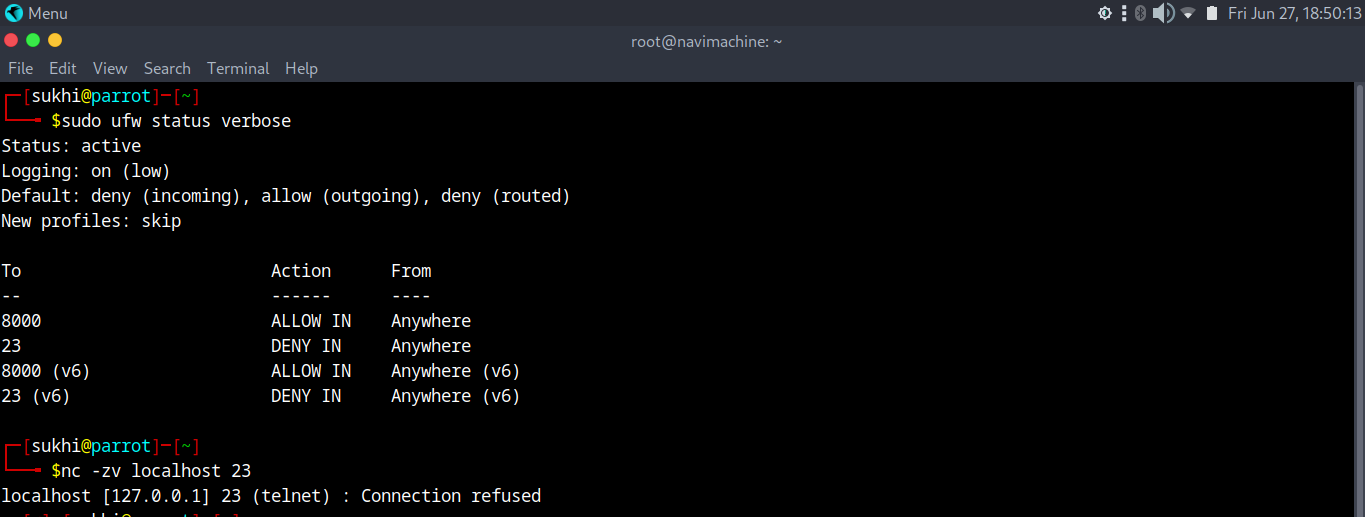 Menu Fri Jun 27, 18:50:13
root@navimachine: ~
File Edit View Search Terminal Help
[sukhi@parrot]-[~]
$sudo ufw status verbose
Status: active
Logging: on (low)
Default: deny (incoming), allow (outgoing), deny (routed)
New profiles: skip
To Action From
-- ------ ----
8000 ALLOW IN Anywhere
23 DENY IN Anywhere
8000 (v6) ALLOW IN Anywhere (v6)
23 (v6) DENY IN Anywhere (v6)
[sukhi@parrot]-[~]
$nc -zv localhost 23
localhost [127.0.0.1] 23 (telnet) : Connection refused